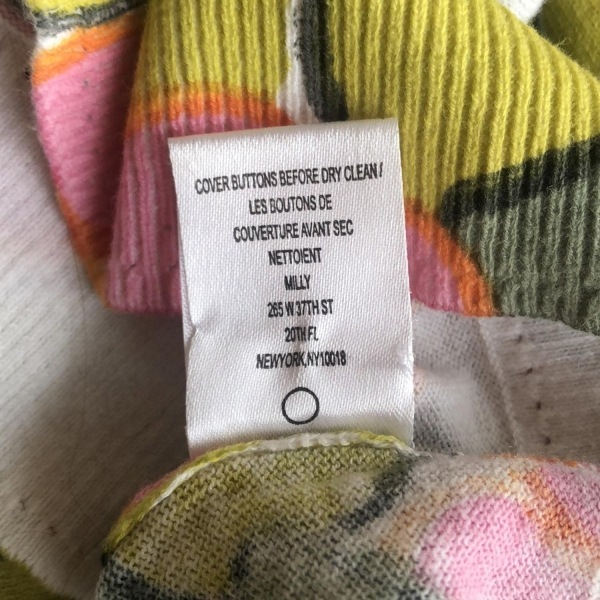 COVER BUTTONS BEFORE DRY CLEAN /
LES BOUTONS DE
COUVERTURE AVANT SEC
NETTOIENT
MILLY
265 W 37TH ST
20TH FL
NEWYORK,NY10018